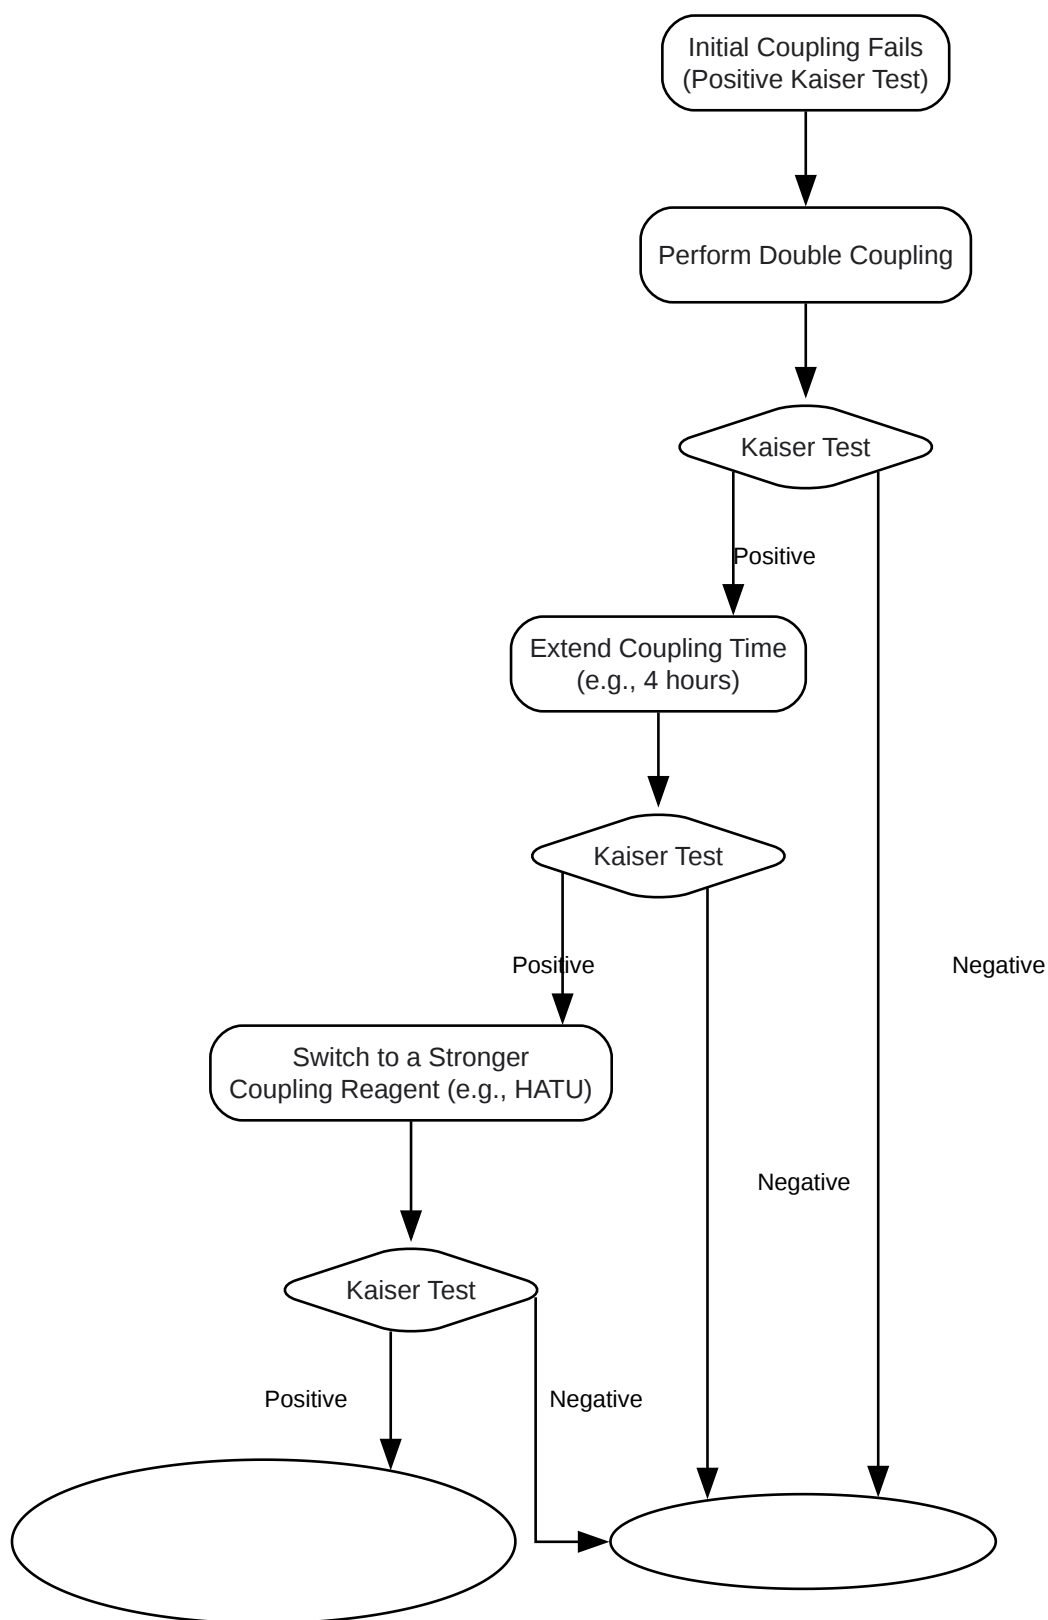 Initial Coupling Fails
(Positive Kaiser Test)
Perform Double Coupling
Kaiser Test
Positive
Extend Coupling Time
(e.g., 4 hours)
Kaiser Test
Positive
Negative
Switch to a Stronger
Coupling Reagent (e.g., HATU)
Negative
Kaiser Test
Positive
Negative